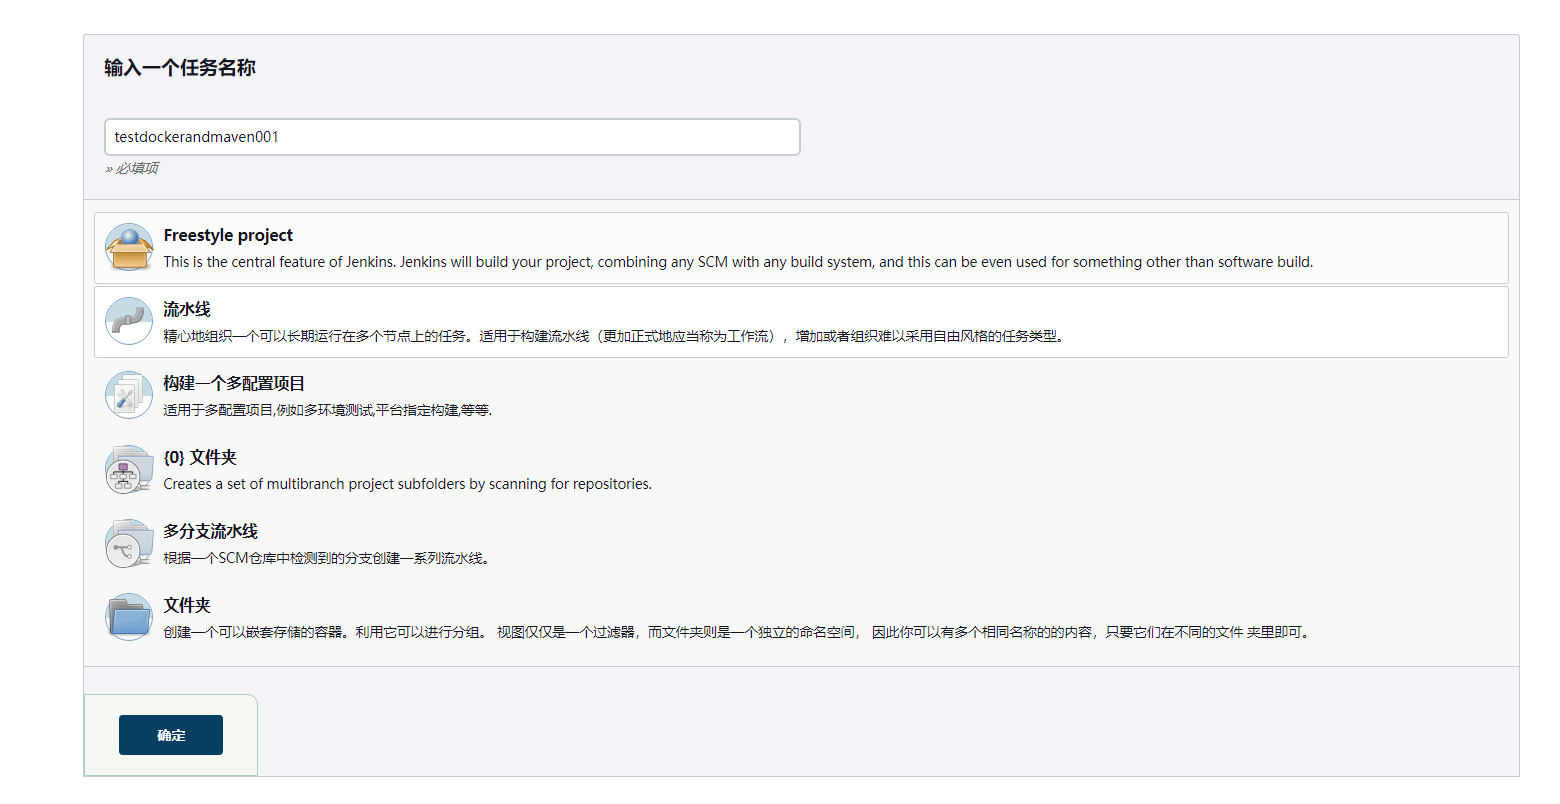 输入一个任务名称
testdockerandmaven001
» 必填项
Freestyle project
This is the central feature of Jenkins. Jenkins will build your project, combining any SCM with any build system, and this can be even used for something other than software build.
流水线
精心地组织一个可以长期运行在多个节点上的任务。适用于构建流水线（更加正式地应当称为工作流），增加或者组织难以采用自由风格的任务类型。
构建一个多配置项目
适用于多配置项目,例如多环境测试,平台指定构建,等等.
{0} 文件夹
Creates a set of multibranch project subfolders by scanning for repositories.
多分支流水线
根据一个SCM仓库中检测到的分支创建一系列流水线。
文件夹
创建一个可以嵌套存储的容器。利用它可以进行分组。 视图仅仅是一个过滤器，而文件夹则是一个独立的命名空间， 因此你可以有多个相同名称的的内容，只要它们在不同的文件 夹里即可。
确定